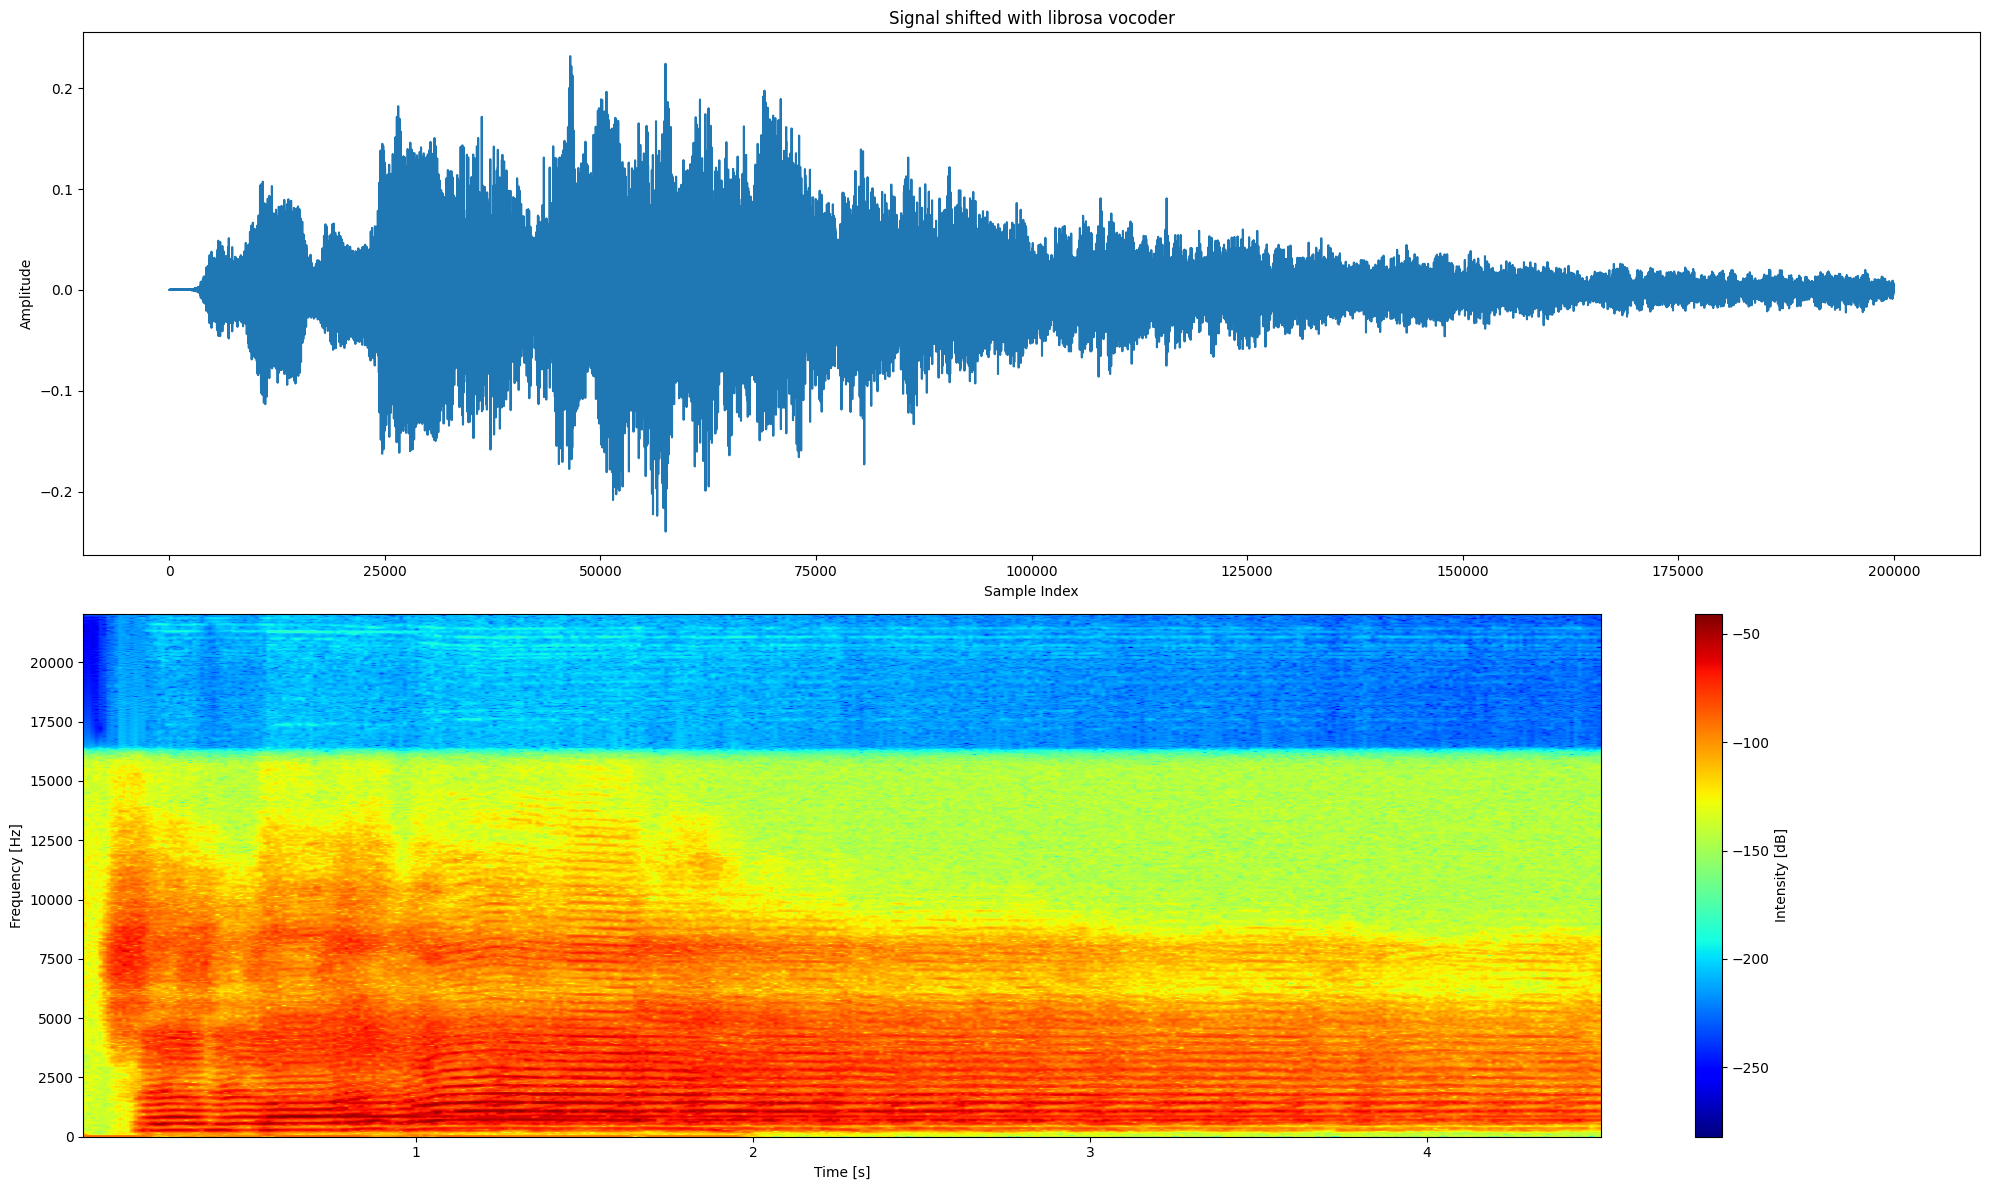 Signal shifted with librosa vocoder
0.2
0.1
0.0
−0.1
−0.2
Amplitude
0 25000 50000 75000 100000 125000 150000 175000 200000
Sample Index
20000
17500
15000
12500
10000
7500
5000
2500
0
Frequency [Hz]
1 2 3 4
Time [s]
−50
−100
−150
−200
−250
Intensity [dB]